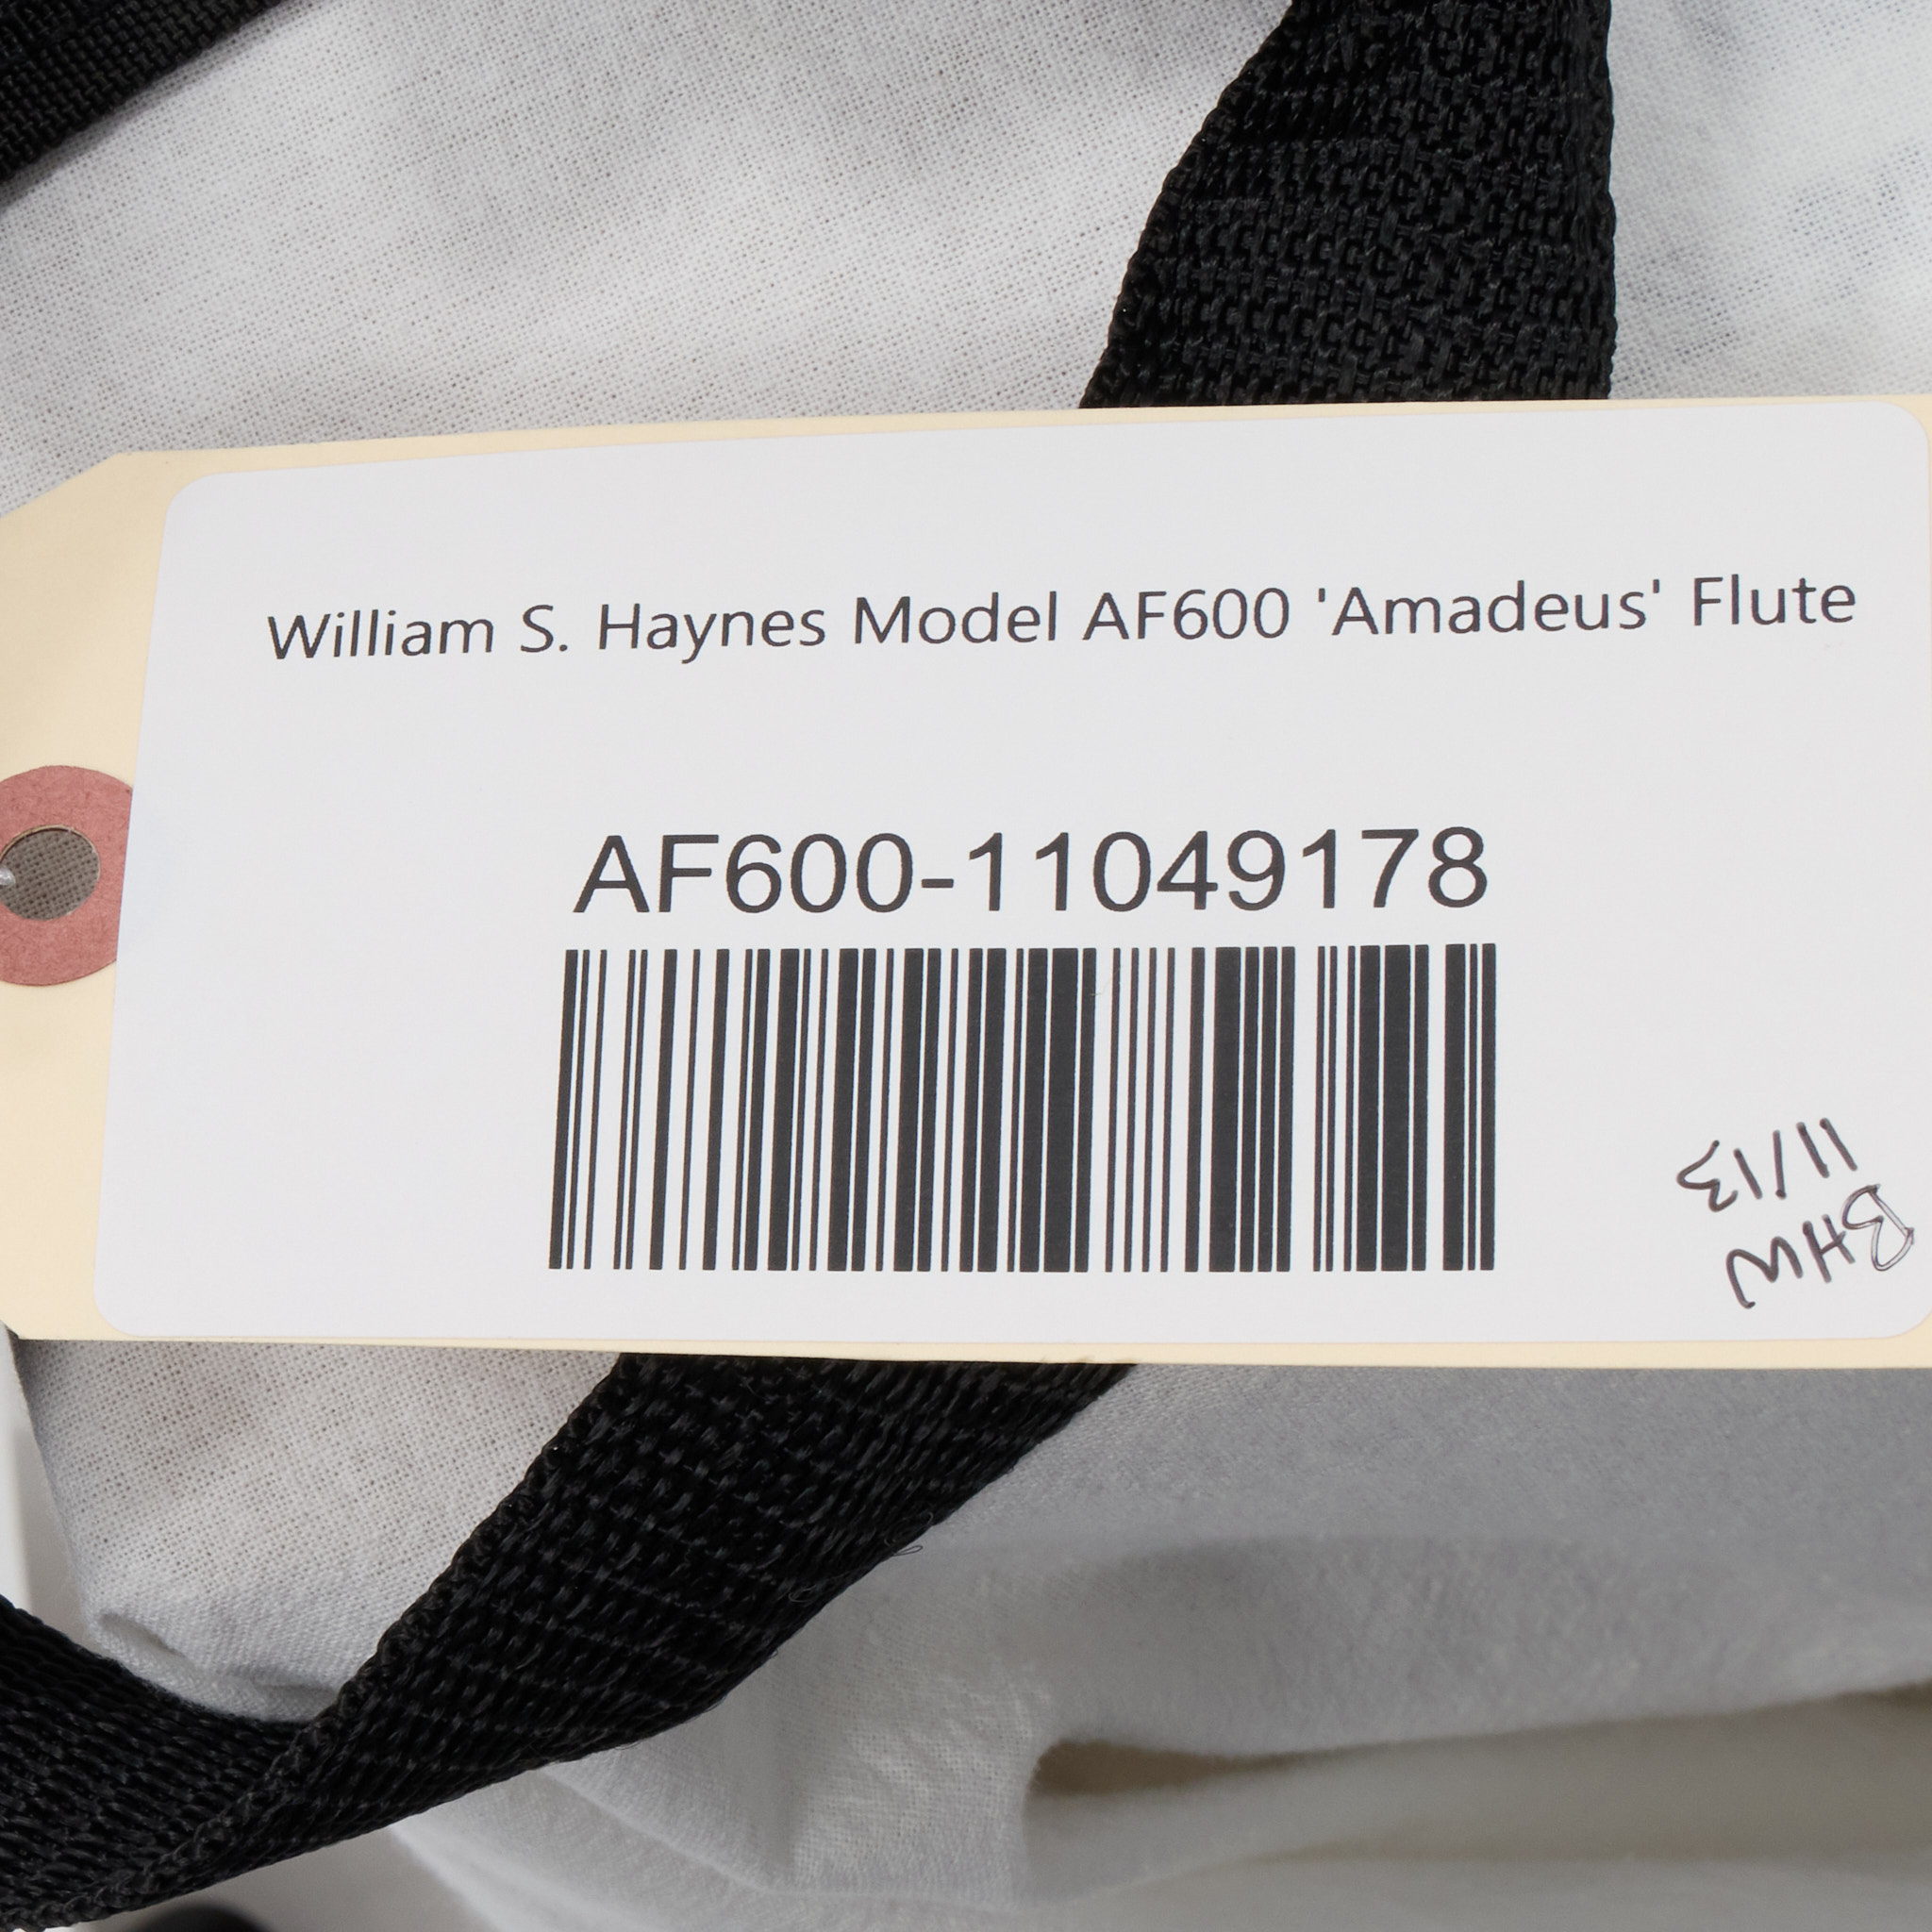 William S. Haynes Model AF600 'Amadeus' Flute
AF600-11049178
BHW
11/13